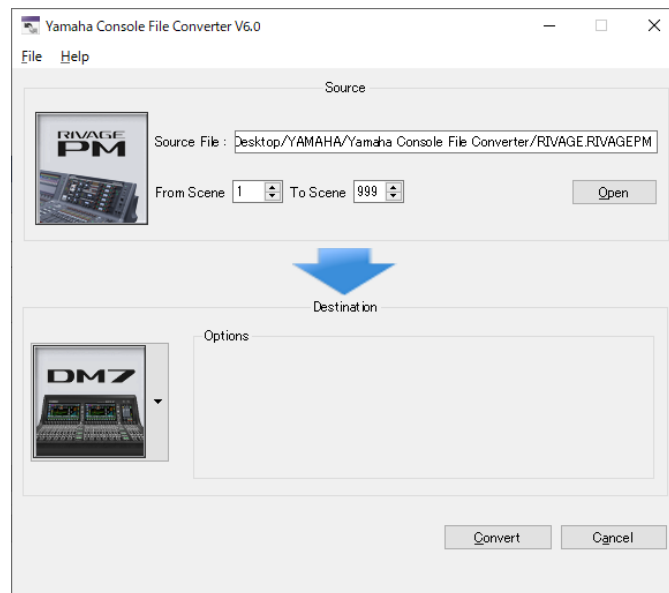 Yamaha Console File Converter V6.0
File Help
Source
RIVAGE
PM
Source File : Desktop/YAMAHA/Yamaha Console File Converter/RIVAGE.RIVAGEPM
From Scene 1 To Scene 999 Open
Destination
Options
DM7
Convert Cancel